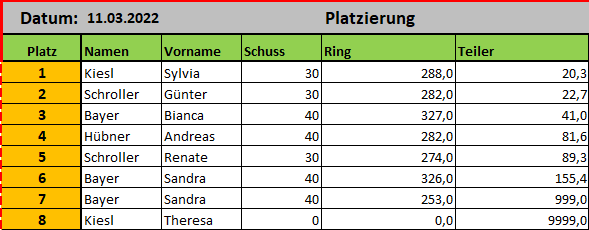 Datum: 11.03.2022 Platzierung
Platz Namen Vorname Schuss Ring Teiler
1 Kiesl Sylvia 30 288,0 20,3
2 Schroller Günter 30 282,0 22,7
3 Bayer Bianca 40 327,0 41,0
4 Hübner Andreas 40 282,0 81,6
5 Schroller Renate 30 274,0 89,3
6 Bayer Sandra 40 326,0 155,4
7 Bayer Sandra 40 253,0 999,0
8 Kiesl Theresa 0 0,0 9999,0